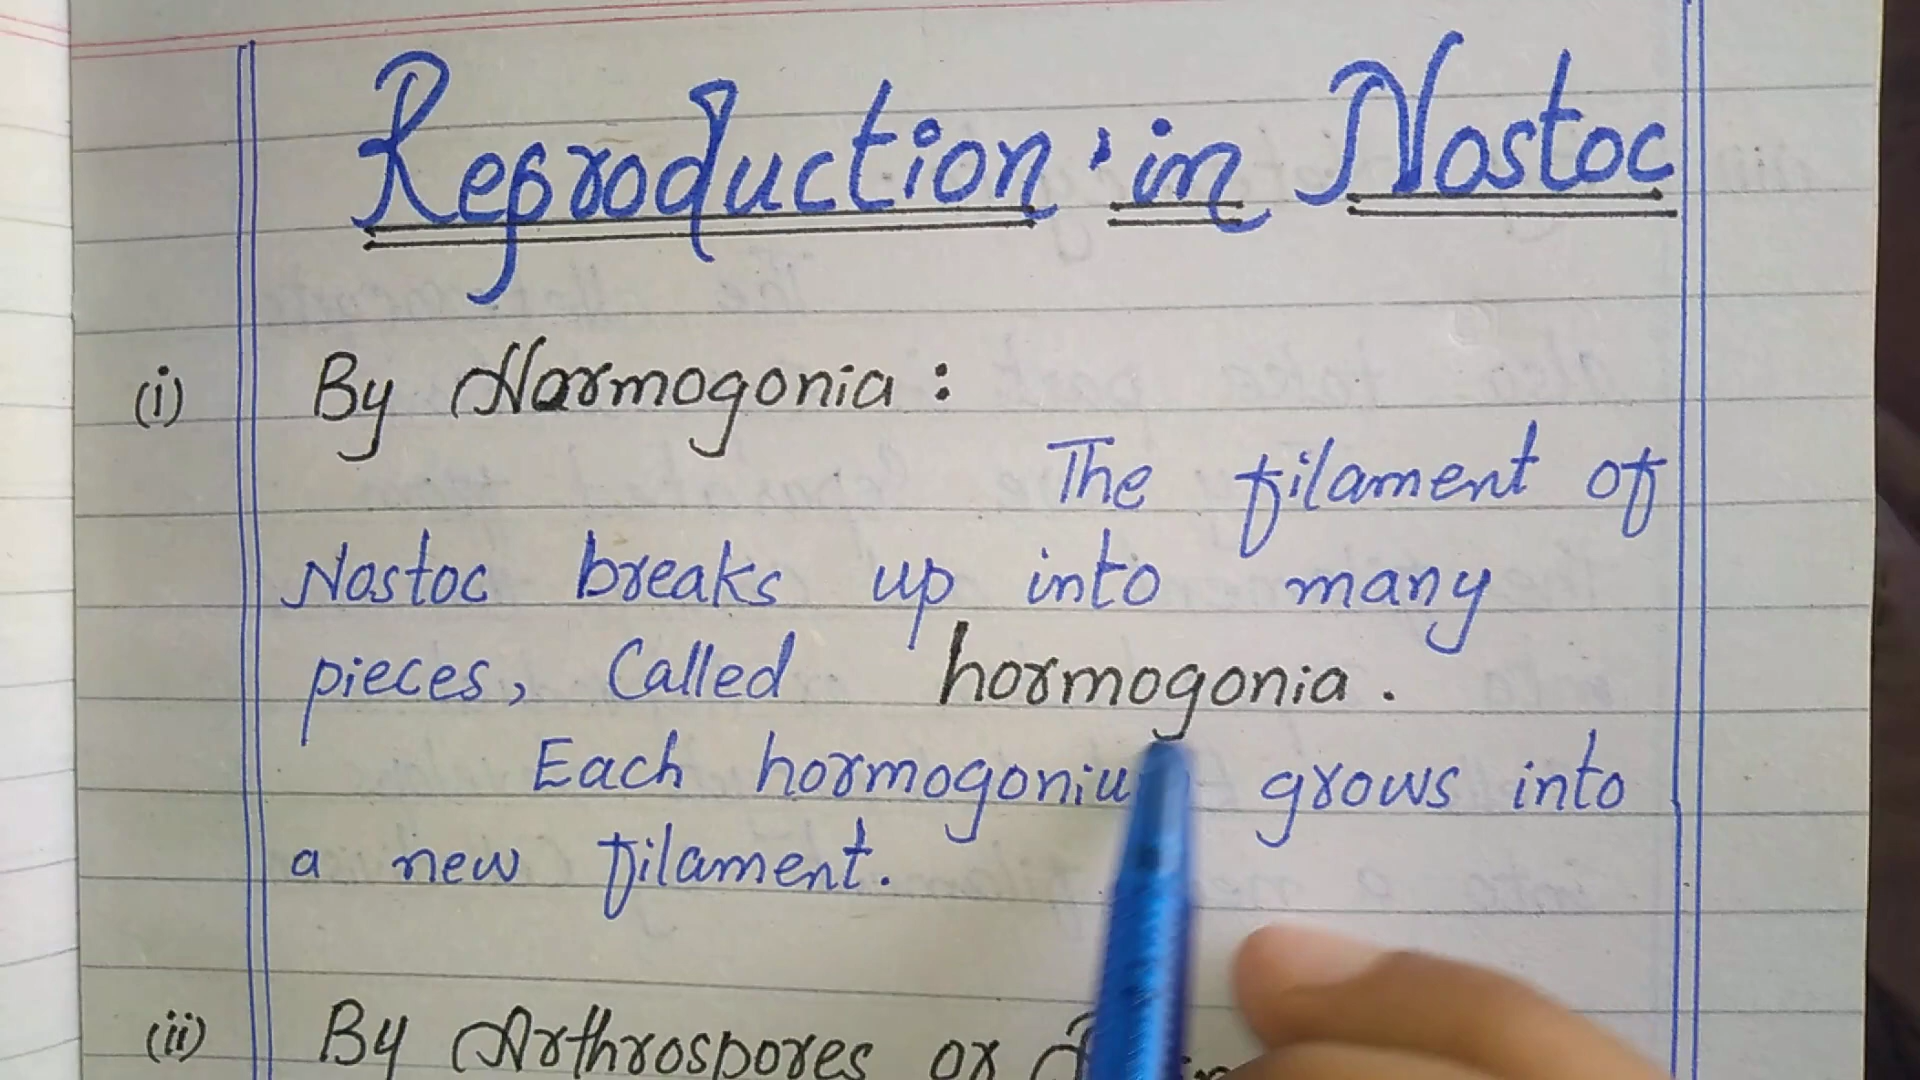 Reproduction in Nostoc
(i) By Hormogonia :
The filament of
Nostoc breaks up into many
pieces, Called hormogonia.
Each hormogoniu grows into
a new filament.
(ii) By Arthrospores or